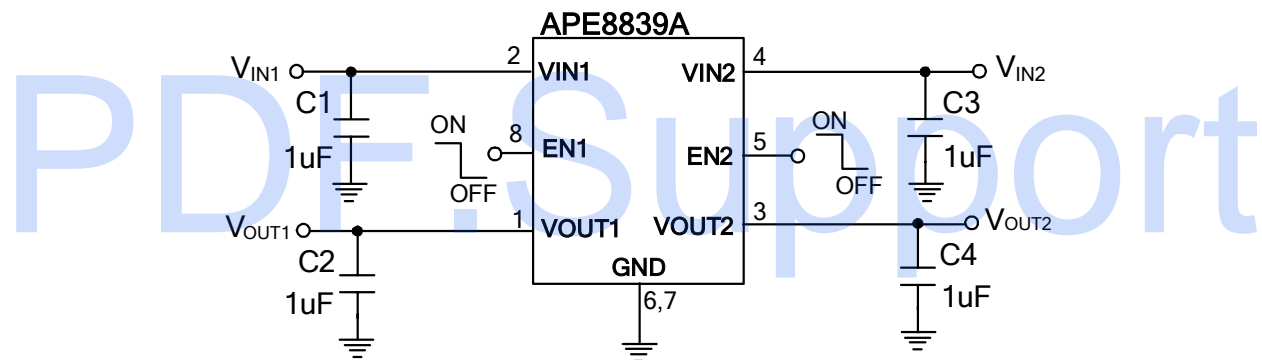 APE8839A
PDF.Support
VIN1
2
VIN1
VIN2
4
VIN2
C1
1uF
ON
OFF
8
EN1
EN2
5
ON
OFF
C3
1uF
VOUT1
1
VOUT1
VOUT2
3
VOUT2
C2
1uF
GND
6,7
C4
1uF